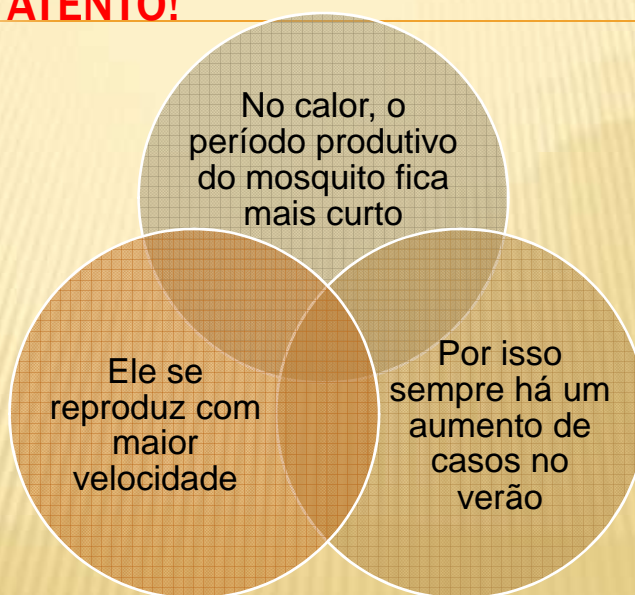 ATENTO!
No calor, o
período produtivo
do mosquito fica
mais curto
Ele se
reproduz com
maior
velocidade
Por isso
sempre há um
aumento de
casos no
verão